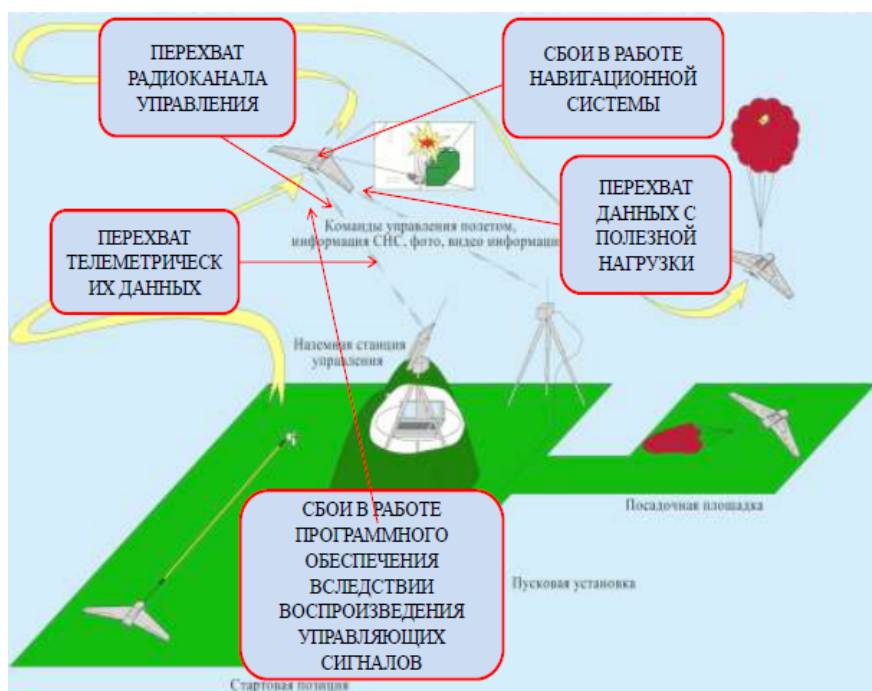 ПЕРЕХВАТ
РАДИОКАНАЛА
УПРАВЛЕНИЯ
СБОИ В РАБОТЕ
НАВИГАЦИОННОЙ
СИСТЕМЫ
ПЕРЕХВАТ
ДАННЫХ С
ПОЛЕЗНОЙ
НАГРУЗКИ
ПЕРЕХВАТ
ТЕЛЕМЕТРИЧЕСК
ИХ ДАННЫХ
Команды управления полетом,
информация СНС, фото, видео информаци
Наземная станция
управления
Посадочная площадка
СБОИ В РАБОТЕ
ПРОГРАММНОГО
ОБЕСПЕЧЕНИЯ
ВСЛЕДСТВИИ
ВОСПРОИЗВЕДЕНИЯ
УПРАВЛЯЮЩИХ
СИГНАЛОВ
Пусковая установка
Стартовая позиция